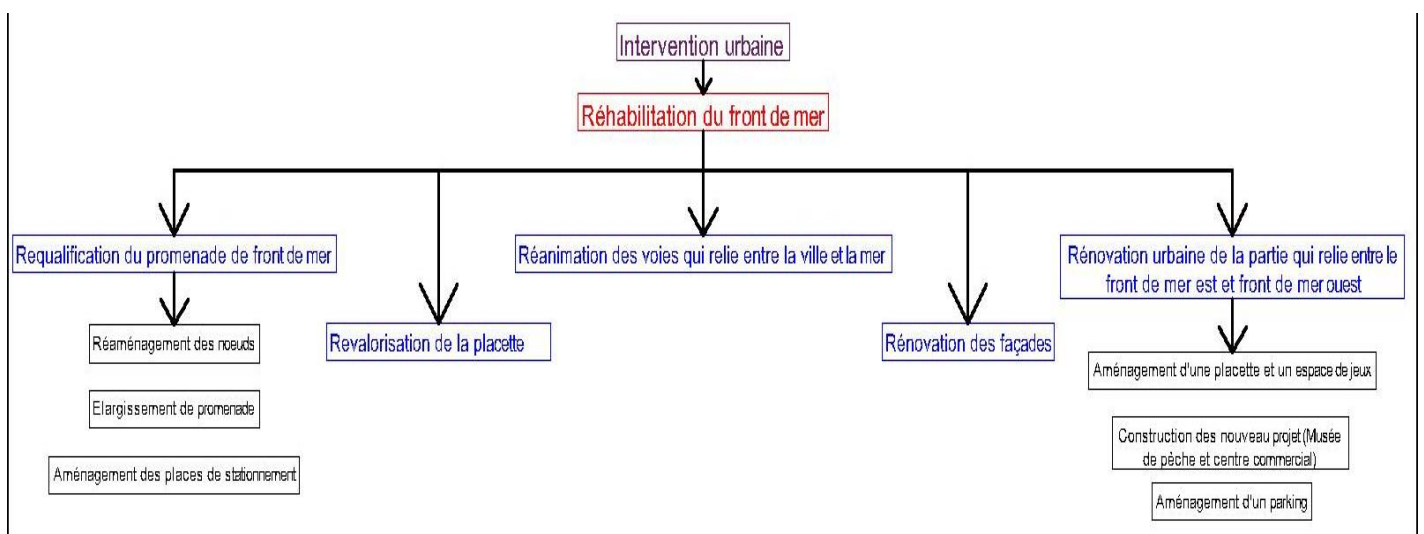 Intervention urbaine
Réhabilitation du front de mer
Requalification du promenade de front de mer
Réanimation des voies qui relie entre la ville et la mer
Rénovation urbaine de la partie qui relie entre le
front de mer est et front de mer ouest
Revalorisation de la placette
Rénovation des façades
Réaménagement des noeuds
Elargissement de promenade
Aménagement des places de stationnement
Aménagement d'une placette et un espace de jeux
Construction des nouveau projet (Musée
de pèche et centre commercial)
Aménagement d'un parking